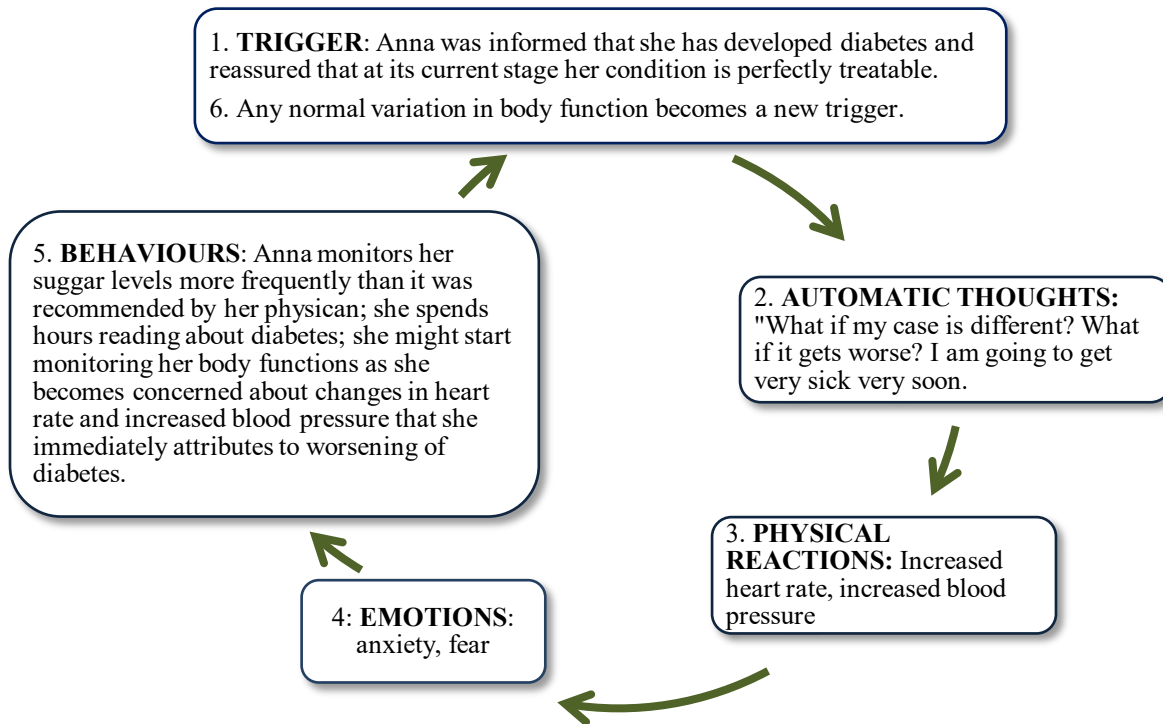 1. TRIGGER: Anna was informed that she has developed diabetes and
reassured that at its current stage her condition is perfectly treatable.
6. Any normal variation in body function becomes a new trigger.
2. AUTOMATIC THOUGHTS:
"What if my case is different? What
if it gets worse? I am going to get
very sick very soon.
3. PHYSICAL
REACTIONS: Increased
heart rate, increased blood
pressure
4: EMOTIONS:
anxiety, fear
5. BEHAVIOURS: Anna monitors her
suggar levels more frequently than it was
recommended by her physican; she spends
hours reading about diabetes; she might start
monitoring her body functions as she
becomes concerned about changes in heart
rate and increased blood pressure that she
immediately attributes to worsening of
diabetes.